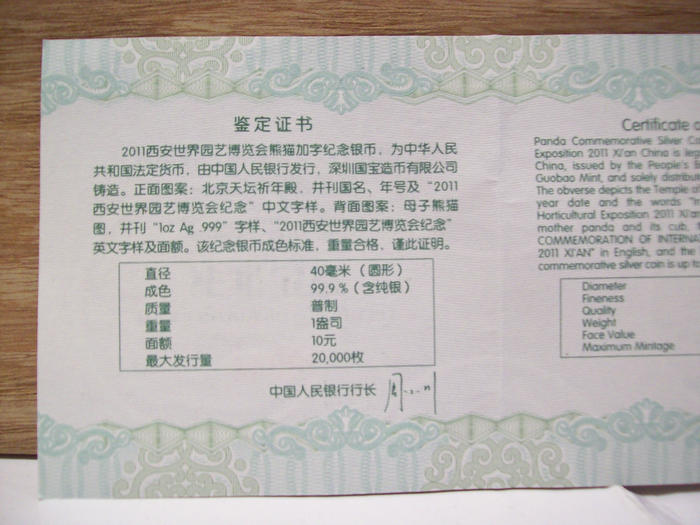 鉴定证书
2011西安世界园艺博览会熊猫加字纪念银币，为中华人民
共和国法定货币，由中国人民银行发行，深圳国宝造币有限公司
铸造。正面图案：北京天坛祈年殿，并刊国名、年号及“2011
西安世界园艺博览会纪念”中文字样。背面图案：母子熊猫
图，并刊“1oz Ag .999”字样、“2011西安世界园艺博览会纪念”
英文字样及面额。该纪念银币成色标准，重量合格，谨此证明。
直径 40毫米（圆形）
成色 99.9％（含纯银）
质量 普制
重量 1盎司
面额 10元
最大发行量 20,000枚
中国人民银行行长
Certificate
Panda Commemorative Silver
Exposition 2011 Xi'an China is
China, issued by the People's
Guobao Mint, and solely
The obverse depicts the Temple
year date and the words
Horticultural Exposition 2011
mother panda and its cub,
COMMEMORATION OF
2011 XI'AN" in English, and the
commemorative silver coin is up
Diameter
Fineness
Quality
Weight
Face Value
Maximum Mintage